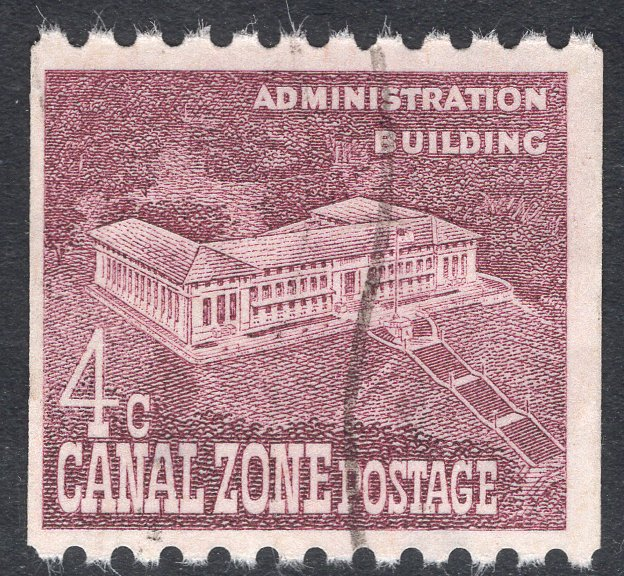 ADMINISTRATION
BUILDING
4c
CANAL ZONE POSTAGE